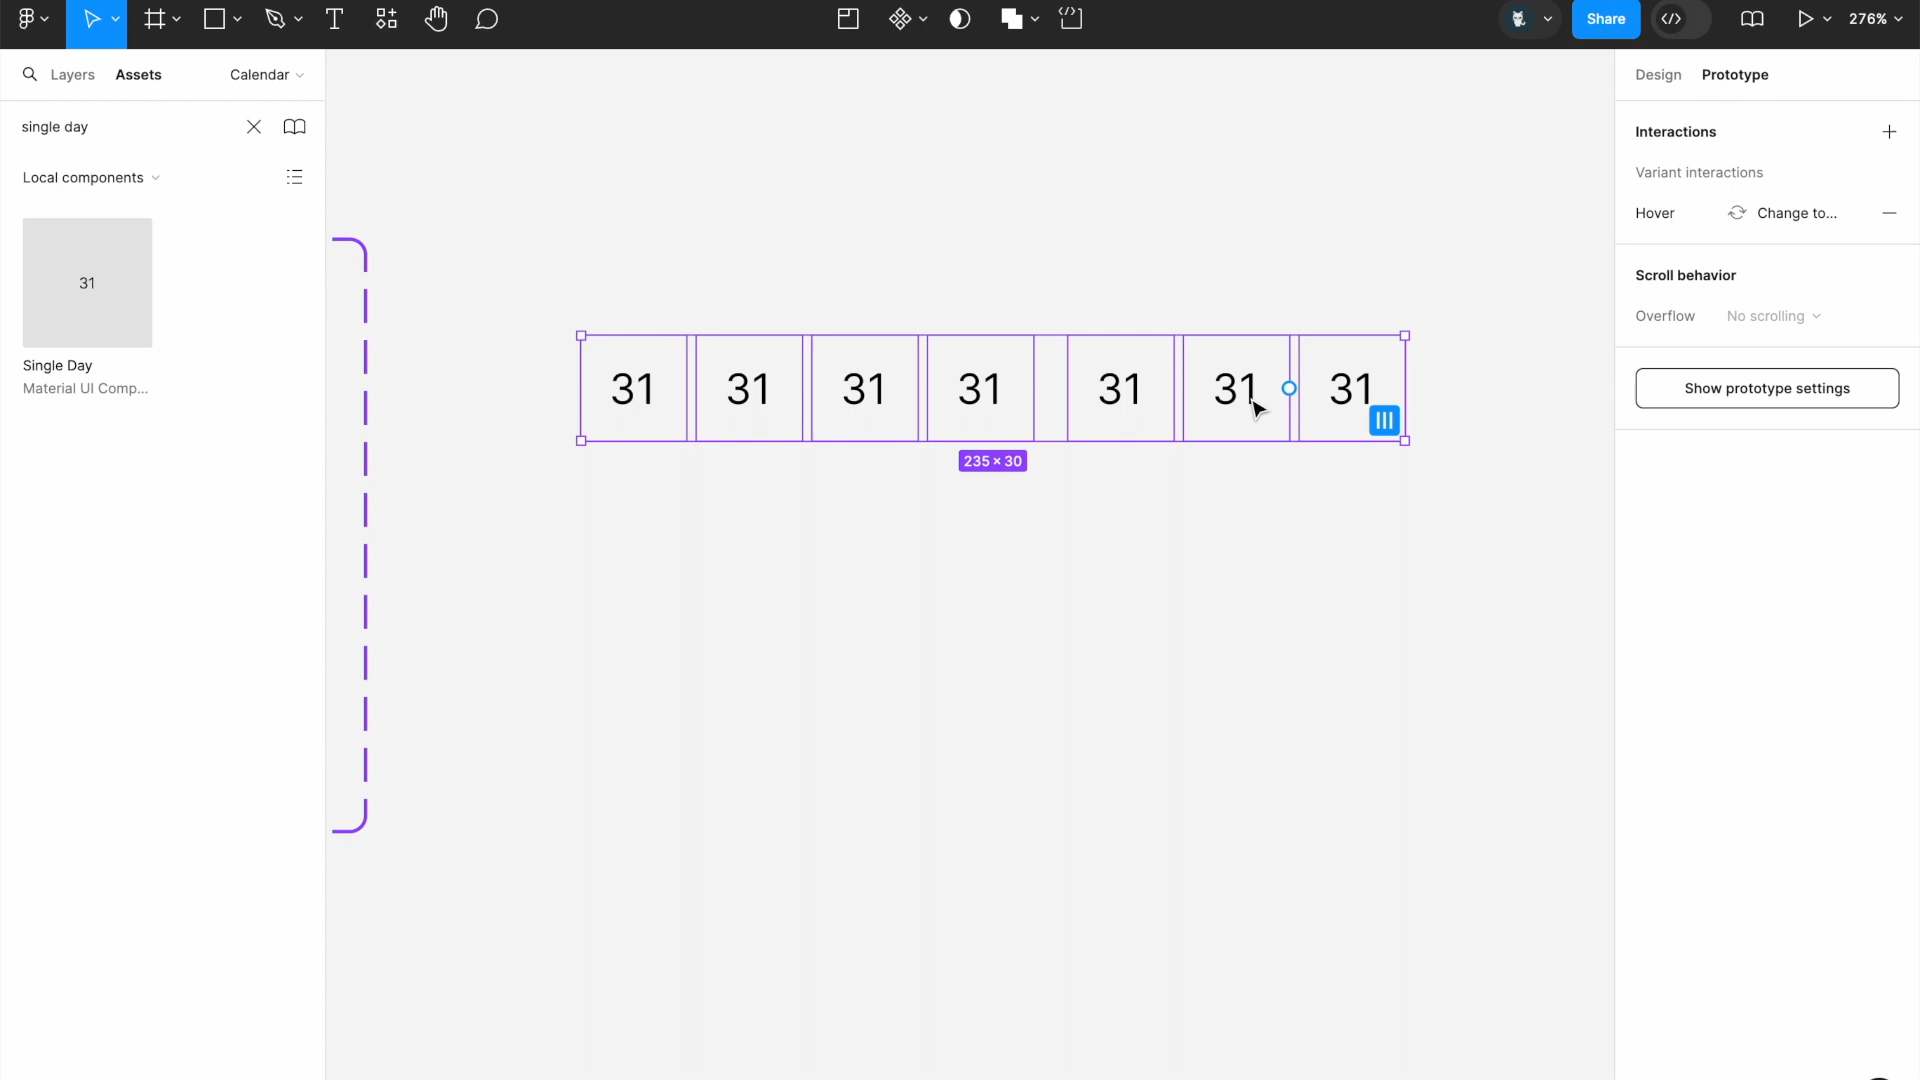 Share
276%
Layers
Assets
Calendar
Design
Prototype
single day
Interactions
Local components
Variant interactions
Hover
Change to...
31
Scroll behavior
Overflow
No scrolling
Single Day
Material UI Comp...
31 31 31 31 31 31 31
Show prototype settings
235 × 30